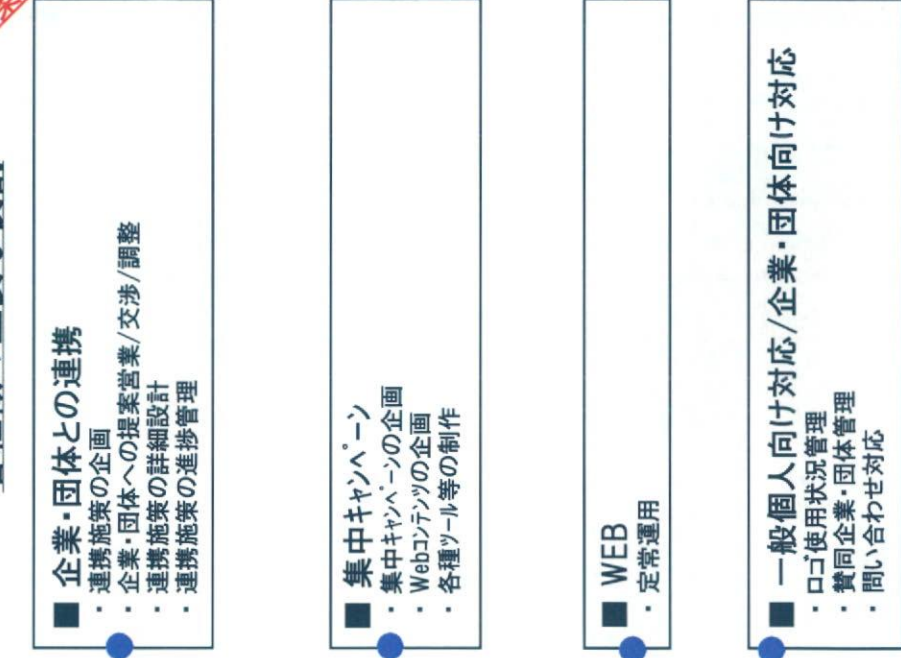 ■ 企業・団体との連携
・連携施策の企画
・企業・団体への提案営業/交渉/調整
・連携施策の詳細設計
・連携施策の進捗管理
■ 集中キャンペーン
・集中キャンペーンの企画
・Webコンテンツの企画
・各種ツール等の制作
■ WEB
・定常運用
■ 一般個人向け対応/企業・団体向け対応
・ロゴ使用状況管理
・賛同企業・団体管理
・問い合わせ対応